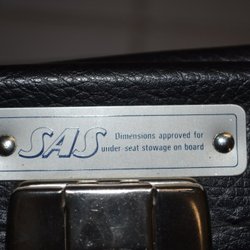 SAS
Dimensions approved for
under-seat stowage on board